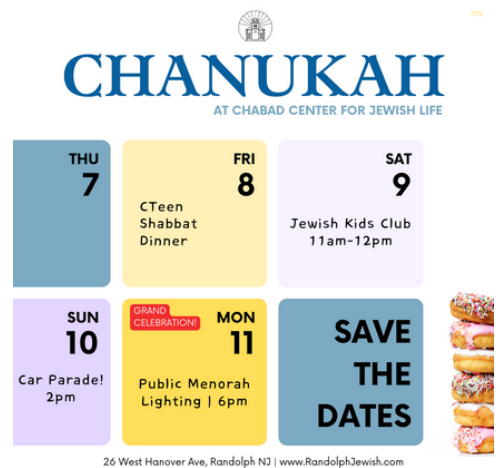 CHANUKAH
AT CHABAD CENTER FOR JEWISH LIFE
THU
7
FRI
8
CTeen
Shabbat
Dinner
SAT
9
Jewish Kids Club
11am-12pm
SUN
10
Car Parade!
2pm
GRAND
CELEBRATION!
MON
11
Public Menorah
Lighting | 6pm
SAVE
THE
DATES
26 West Hanover Ave, Randolph NJ | www.RandolphJewish.com